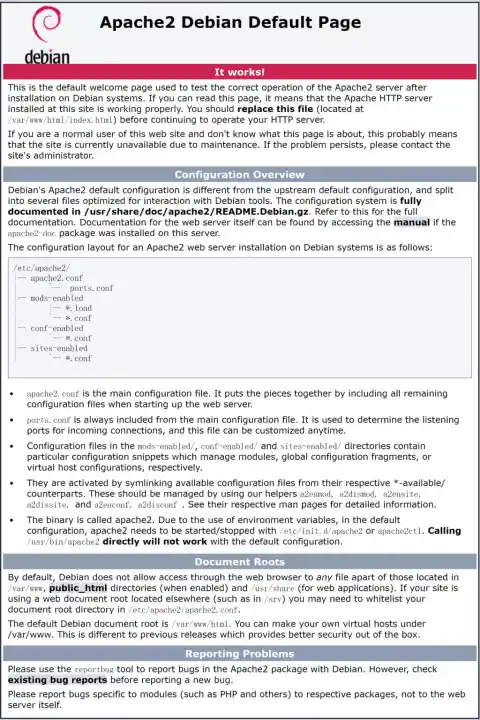 Apache2 Debian Default Page
debian
It works!
This is the default welcome page used to test the correct operation of the Apache2 server after
installation on Debian systems. If you can read this page, it means that the Apache HTTP server
installed at this site is working properly. You should replace this file (located at
/var/www/html/index.html) before continuing to operate your HTTP server.
If you are a normal user of this web site and don't know what this page is about, this probably means
that the site is currently unavailable due to maintenance. If the problem persists, please contact the
site's administrator.
Configuration Overview
Debian's Apache2 default configuration is different from the upstream default configuration, and split
into several files optimized for interaction with Debian tools. The configuration system is fully
documented in /usr/share/doc/apache2/README.Debian.gz. Refer to this for the full
documentation. Documentation for the web server itself can be found by accessing the manual if the
apache2-doc package was installed on this server.
The configuration layout for an Apache2 web server installation on Debian systems is as follows:
/etc/apache2/
|-- apache2.conf
| `-- ports.conf
|-- mods-enabled
| |-- *.load
| `-- *.conf
|-- conf-enabled
| `-- *.conf
|-- sites-enabled
| `-- *.conf
• apache2.conf is the main configuration file. It puts the pieces together by including all remaining
configuration files when starting up the web server.
• ports.conf is always included from the main configuration file. It is used to determine the listening
ports for incoming connections, and this file can be customized anytime.
• Configuration files in the mods-enabled/, conf-enabled/ and sites-enabled/ directories contain
particular configuration snippets which manage modules, global configuration fragments, or
virtual host configurations, respectively.
• They are activated by symlinking available configuration files from their respective *-available/
counterparts. These should be managed by using our helpers a2enmod, a2dismod, a2ensite,
a2dissite, and a2enconf, a2disconf . See their respective man pages for detailed information.
• The binary is called apache2. Due to the use of environment variables, in the default
configuration, apache2 needs to be started/stopped with /etc/init.d/apache2 or apache2ctl. Calling
/usr/bin/apache2 directly will not work with the default configuration.
Document Roots
By default, Debian does not allow access through the web browser to any file apart of those located in
/var/www, public_html directories (when enabled) and /usr/share (for web applications). If your site is
using a web document root located elsewhere (such as in /srv) you may need to whitelist your
document root directory in /etc/apache2/apache2.conf.
The default Debian document root is /var/www/html. You can make your own virtual hosts under
/var/www. This is different to previous releases which provides better security out of the box.
Reporting Problems
Please use the reportbug tool to report bugs in the Apache2 package with Debian. However, check
existing bug reports before reporting a new bug.
Please report bugs specific to modules (such as PHP and others) to respective packages, not to the web
server itself.